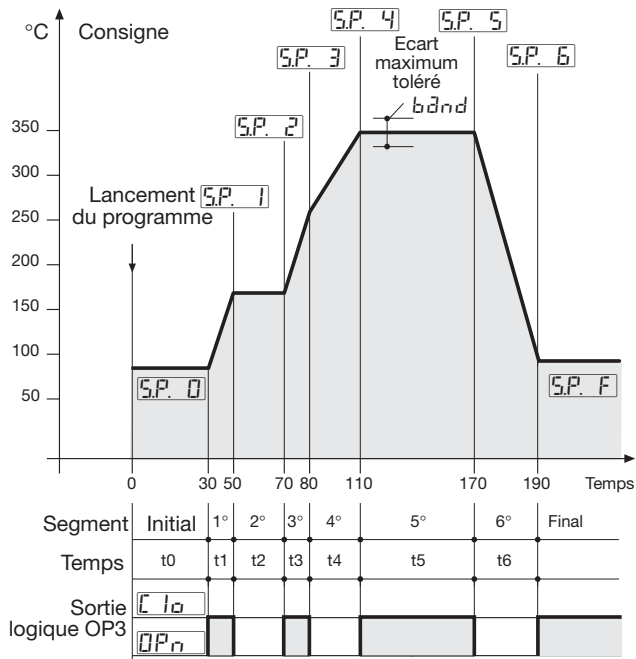 °C Consigne
S.P. 4 S.P. 5
S.P. 3 Ecart
maximum
toléré
S.P. 6
band
S.P. 2
350
300
Lancement
du programme
S.P. 1
250
200
150
100
S.P. 0 S.P. F
50
0 30 50 70 80 110 170 190 Temps
Segment Initial 1° 2° 3° 4° 5° 6° Final
Temps t0 t1 t2 t3 t4 t5 t6
Sortie
logique OP3
Clo
OPn